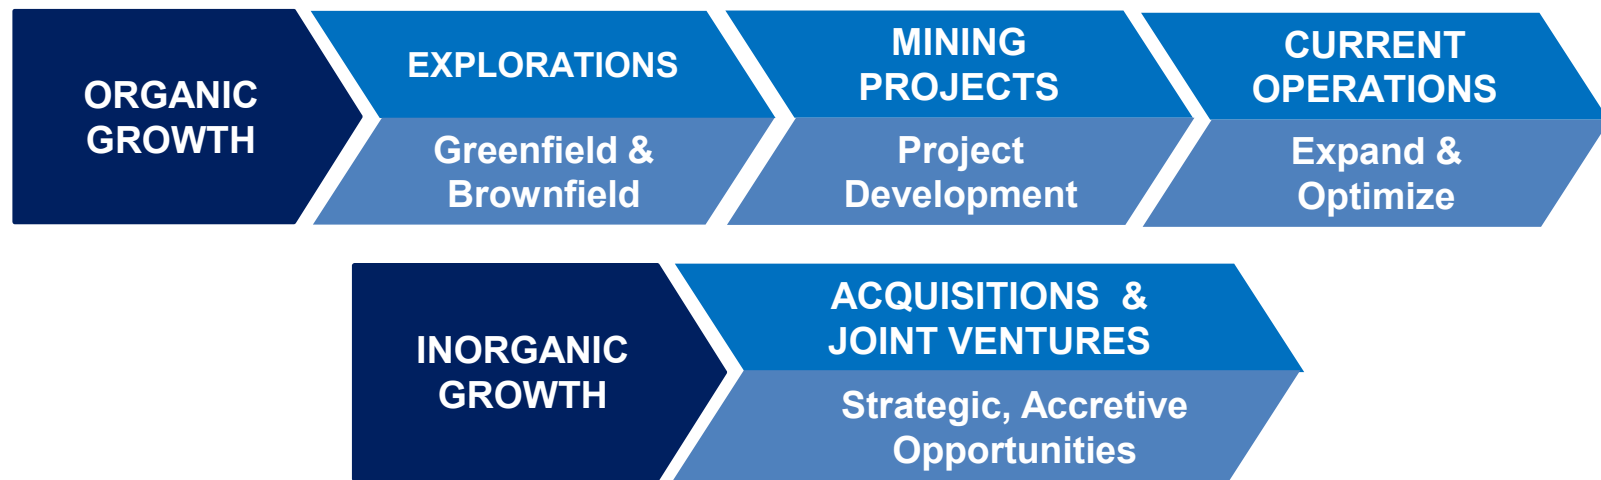 ORGANIC
GROWTH
EXPLORATIONS
Greenfield &
Brownfield
MINING
PROJECTS
Project
Development
CURRENT
OPERATIONS
Expand &
Optimize
INORGANIC
GROWTH
ACQUISITIONS  &
JOINT VENTURES
Strategic, Accretive
Opportunities